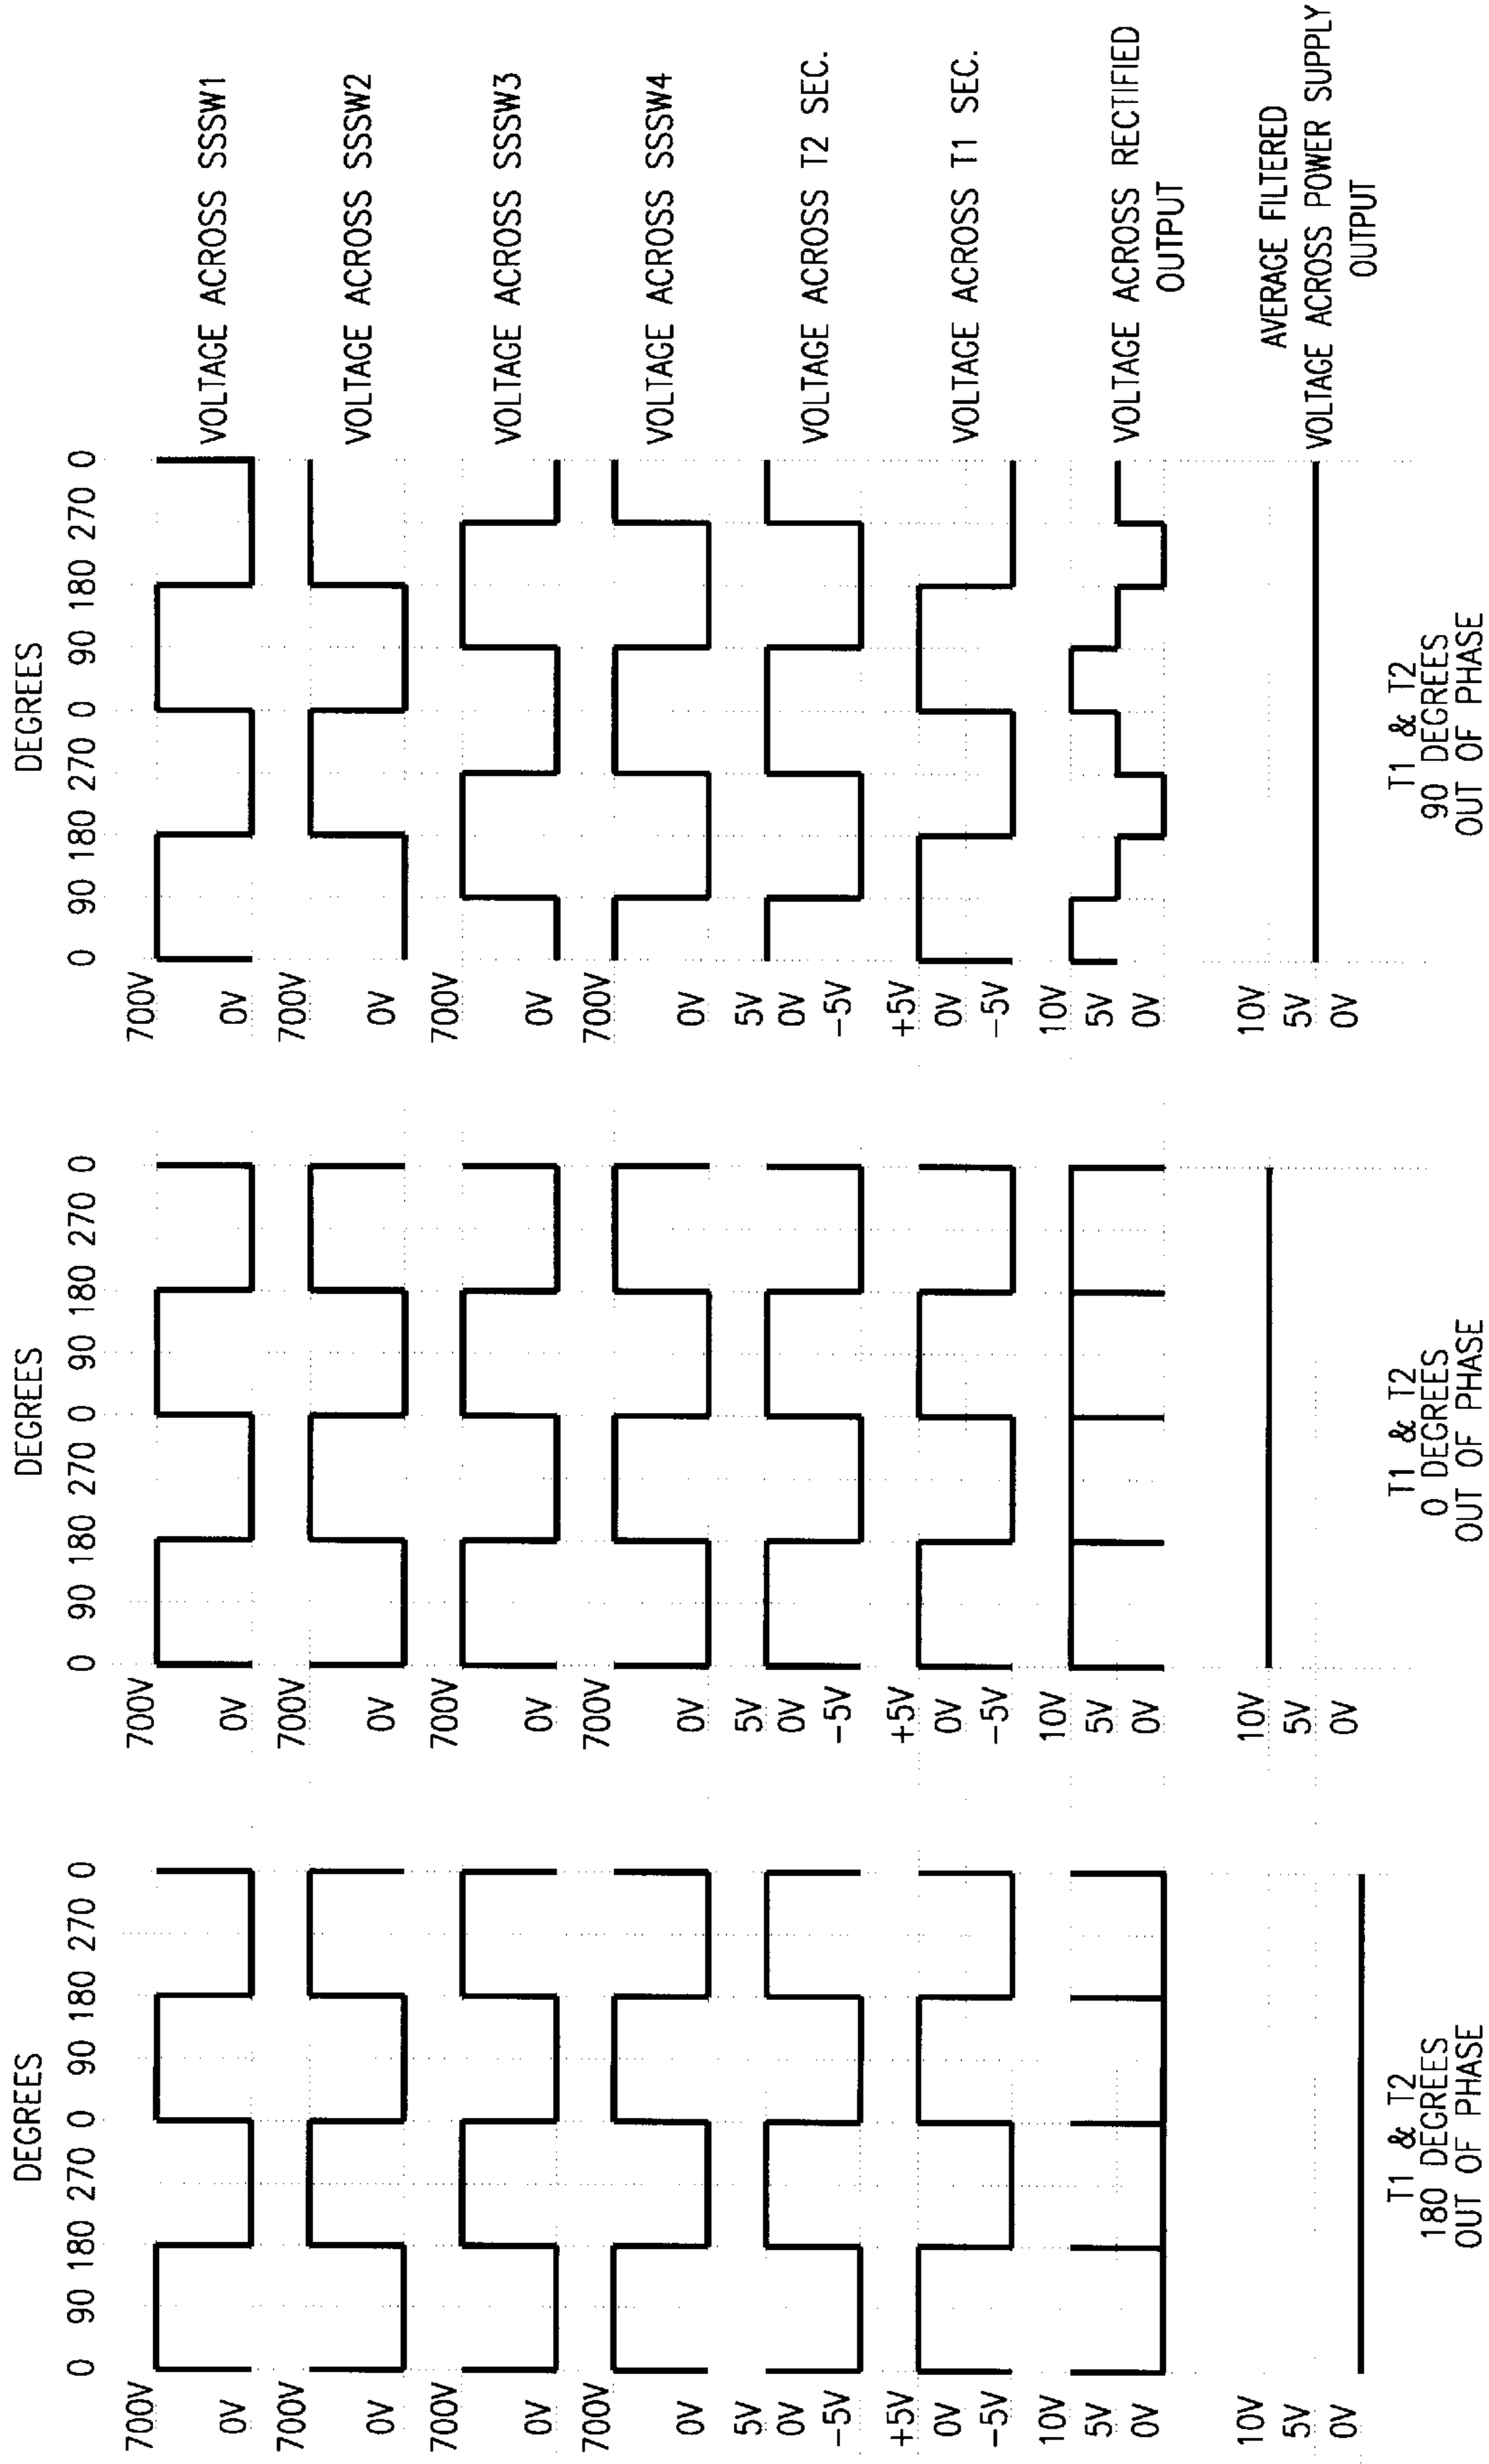 DEGREES
0 90 180 270 0 90 180 270 0
700V
0V
700V
0V
700V
0V
700V
0V
5V
0V
-5V
+5V
0V
-5V
10V
5V
0V
10V
5V
0V
T1 & T2
180 DEGREES
OUT OF PHASE
DEGREES
0 90 180 270 0 90 180 270 0
700V
0V
700V
0V
700V
0V
700V
0V
5V
0V
-5V
+5V
0V
-5V
10V
5V
0V
10V
5V
0V
T1 & T2
0 DEGREES
OUT OF PHASE
DEGREES
0 90 180 270 0 90 180 270 0
700V
0V
700V
0V
700V
0V
700V
0V
5V
0V
-5V
+5V
0V
-5V
10V
5V
0V
10V
5V
0V
T1 & T2
90 DEGREES
OUT OF PHASE
VOLTAGE ACROSS SSSW1
VOLTAGE ACROSS SSSW2
VOLTAGE ACROSS SSSW3
VOLTAGE ACROSS SSSW4
VOLTAGE ACROSS T2 SEC.
VOLTAGE ACROSS T1 SEC.
VOLTAGE ACROSS RECTIFIED
OUTPUT
AVERAGE FILTERED
VOLTAGE ACROSS POWER SUPPLY
OUTPUT